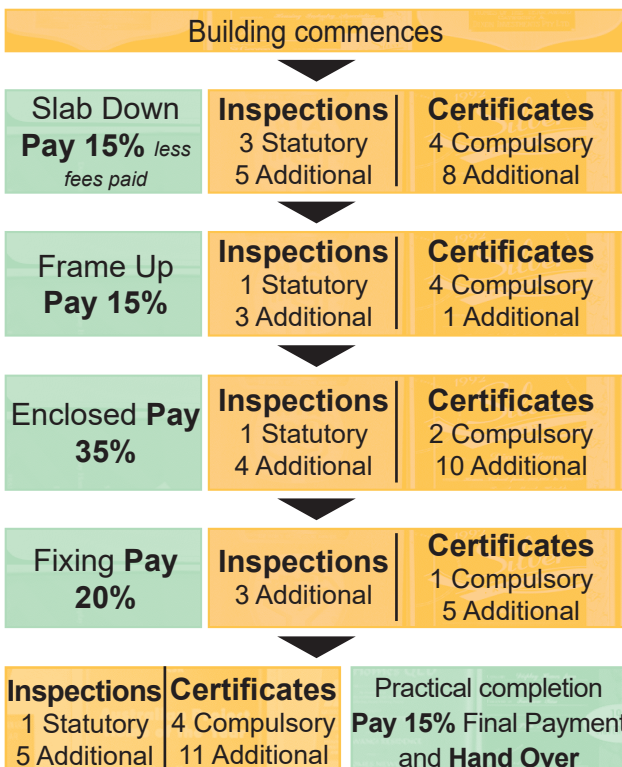 Building commences
Slab Down
Pay 15% less
fees paid
Inspections
3 Statutory
5 Additional
Certificates
4 Compulsory
8 Additional
Frame Up
Pay 15%
Inspections
1 Statutory
3 Additional
Certificates
4 Compulsory
1 Additional
Enclosed Pay
35%
Inspections
1 Statutory
4 Additional
Certificates
2 Compulsory
10 Additional
Fixing Pay
20%
Inspections
3 Additional
Certificates
1 Compulsory
5 Additional
Inspections
1 Statutory
5 Additional
Certificates
4 Compulsory
11 Additional
Practical completion
Pay 15% Final Payment
and Hand Over